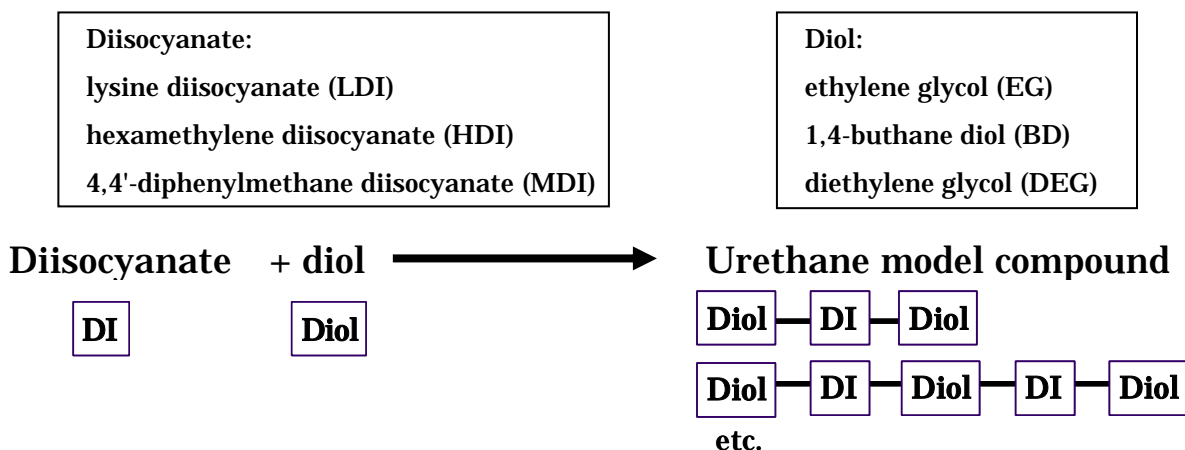 Diisocyanate:
lysine diisocyanate (LDI)
hexamethylene diisocyanate (HDI)
4,4'-diphenylmethane diisocyanate (MDI)
Diol:
ethylene glycol (EG)
1,4-buthane diol (BD)
diethylene glycol (DEG)
Diisocyanate + diol Urethane model compound
DI Diol
Diol DI Diol
Diol DI Diol DI Diol
etc.